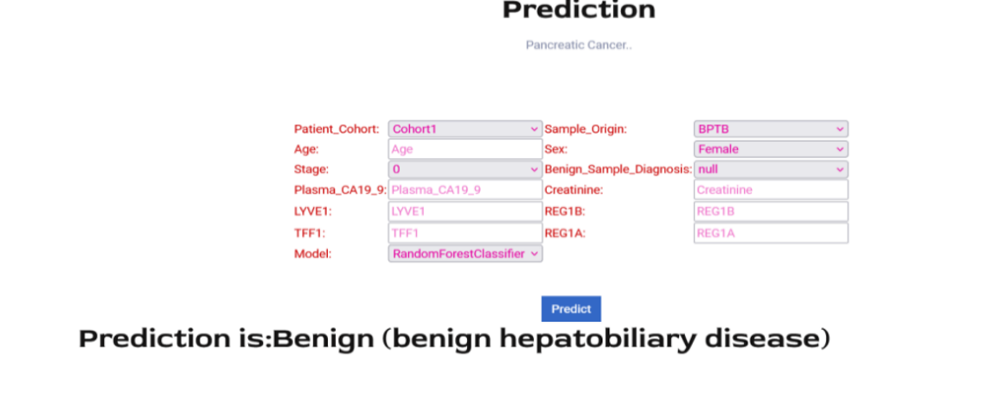 Prediction
Pancreatic Cancer..
Patient_Cohort: Cohort1 Sample_Origin: BPTB
Age: Age Sex: Female
Stage: 0 Benign_Sample_Diagnosis: null
Plasma_CA19_9: Plasma_CA19_9 Creatinine: Creatinine
LYVE1: LYVE1 REG1B: REG1B
TFF1: TFF1 REG1A: REG1A
Model: RandomForestClassifier
Predict
Prediction is:Benign (benign hepatobiliary disease)